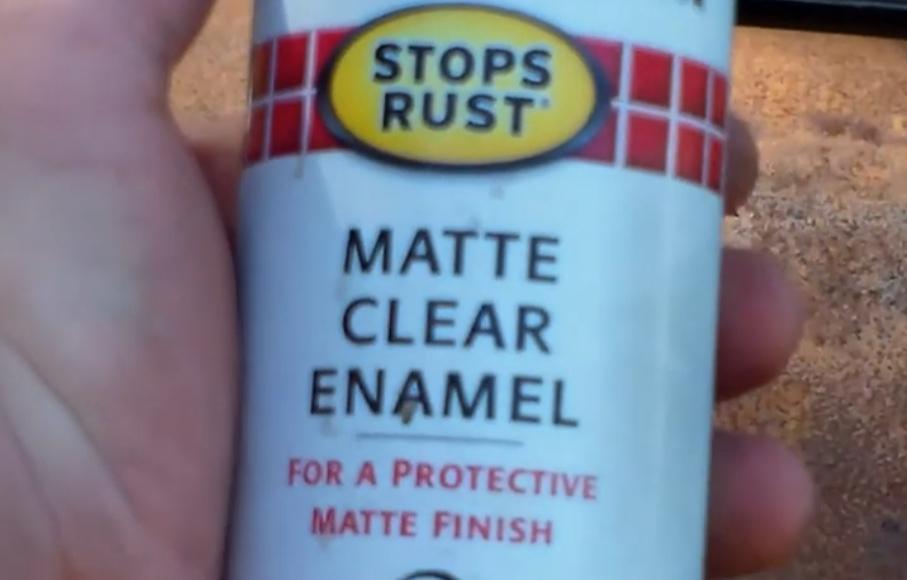 STOPS
RUST
MATTE
CLEAR
ENAMEL
FOR A PROTECTIVE
MATTE FINISH